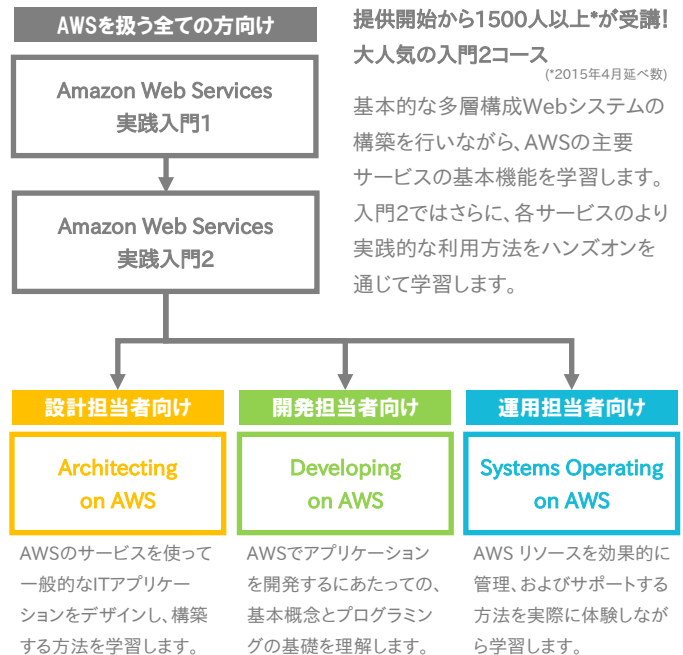 AWSを扱う全ての方向け
Amazon Web Services
実践入門1
Amazon Web Services
実践入門2
提供開始から1500人以上*が受講!
大人気の入門2コース
(*2015年4月延べ数)
基本的な多層構成Webシステムの
構築を行いながら、AWSの主要
サービスの基本機能を学習します。
入門2ではさらに、各サービスのより
実践的な利用方法をハンズオンを
通じて学習します。
設計担当者向け
Architecting
on AWS
AWSのサービスを使って
一般的なITアプリケー
ションをデザインし、構築
する方法を学習します。
開発担当者向け
Developing
on AWS
AWSでアプリケーション
を開発するにあたっての、
基本概念とプログラミン
グの基礎を理解します。
運用担当者向け
Systems Operating
on AWS
AWS リソースを効果的に
管理、およびサポートする
方法を実際に体験しなが
ら学習します。